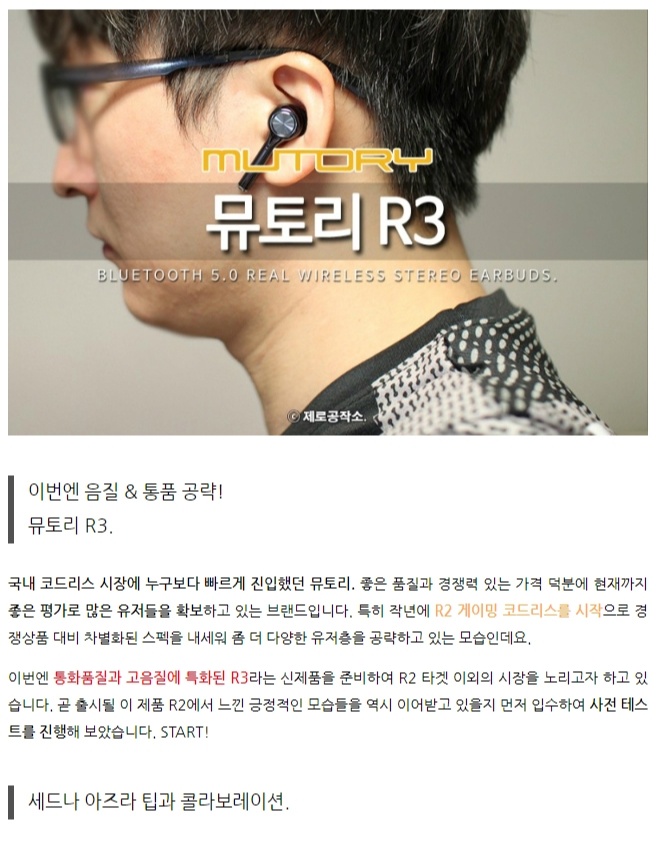 MUTORY
뮤토리 R3
BLUETOOTH 5.0 REAL WIRELESS STEREO EARBUDS.
© 제로공작소.
이번엔 음질 & 통품 공략!
뮤토리 R3.
국내 코드리스 시장에 누구보다 빠르게 진입했던 뮤토리. 좋은 품질과 경쟁력 있는 가격 덕분에 현재까지
좋은 평가로 많은 유저들을 확보하고 있는 브랜드입니다. 특히 작년에 R2 게이밍 코드리스를 시작으로 경
쟁상품 대비 차별화된 스펙을 내세워 좀 더 다양한 유저층을 공략하고 있는 모습인데요.
이번엔 통화품질과 고음질에 특화된 R3라는 신제품을 준비하여 R2 타겟 이외의 시장을 노리고자 하고 있
습니다. 곧 출시될 이 제품 R2에서 느낀 긍정적인 모습들을 역시 이어받고 있을지 먼저 입수하여 사전 테스
트를 진행해 보았습니다. START!
세드나 아즈라 팁과 콜라보레이션.